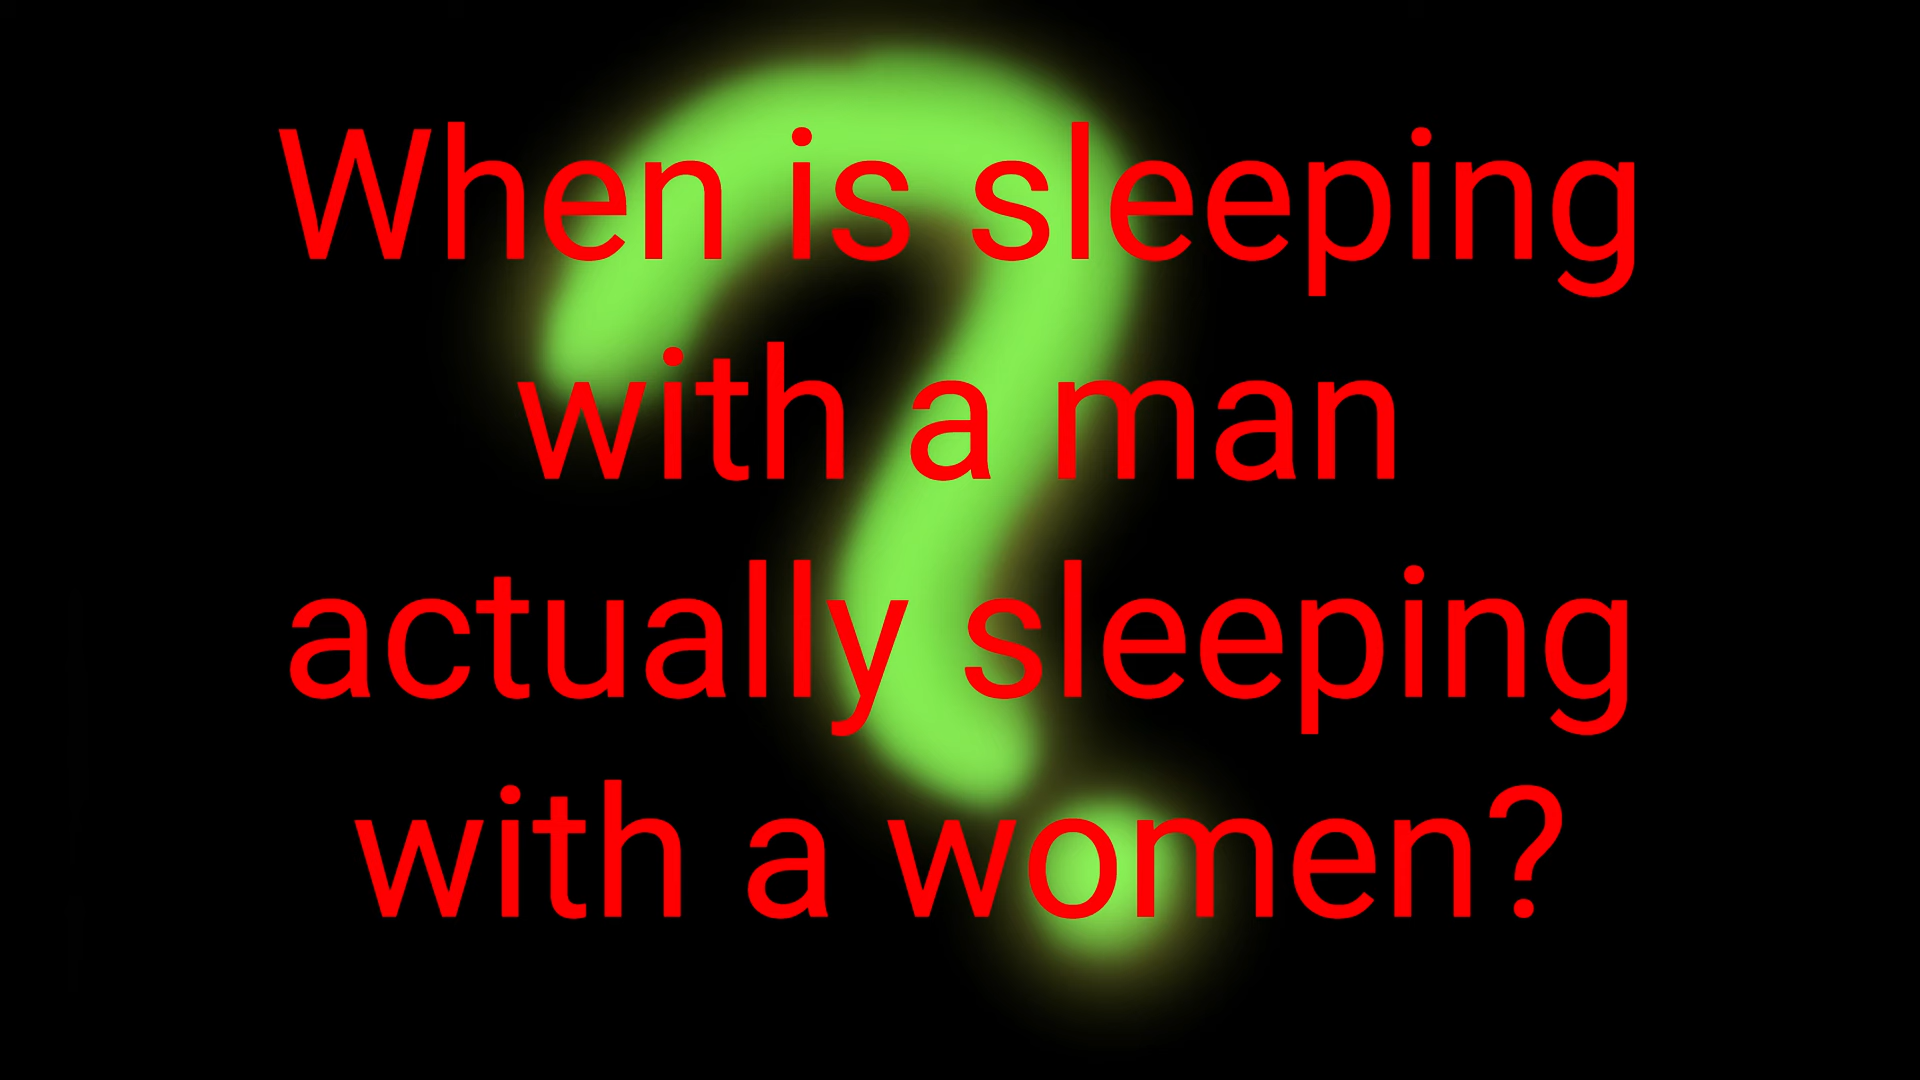 When is sleeping
with a man
actually sleeping
with a women?